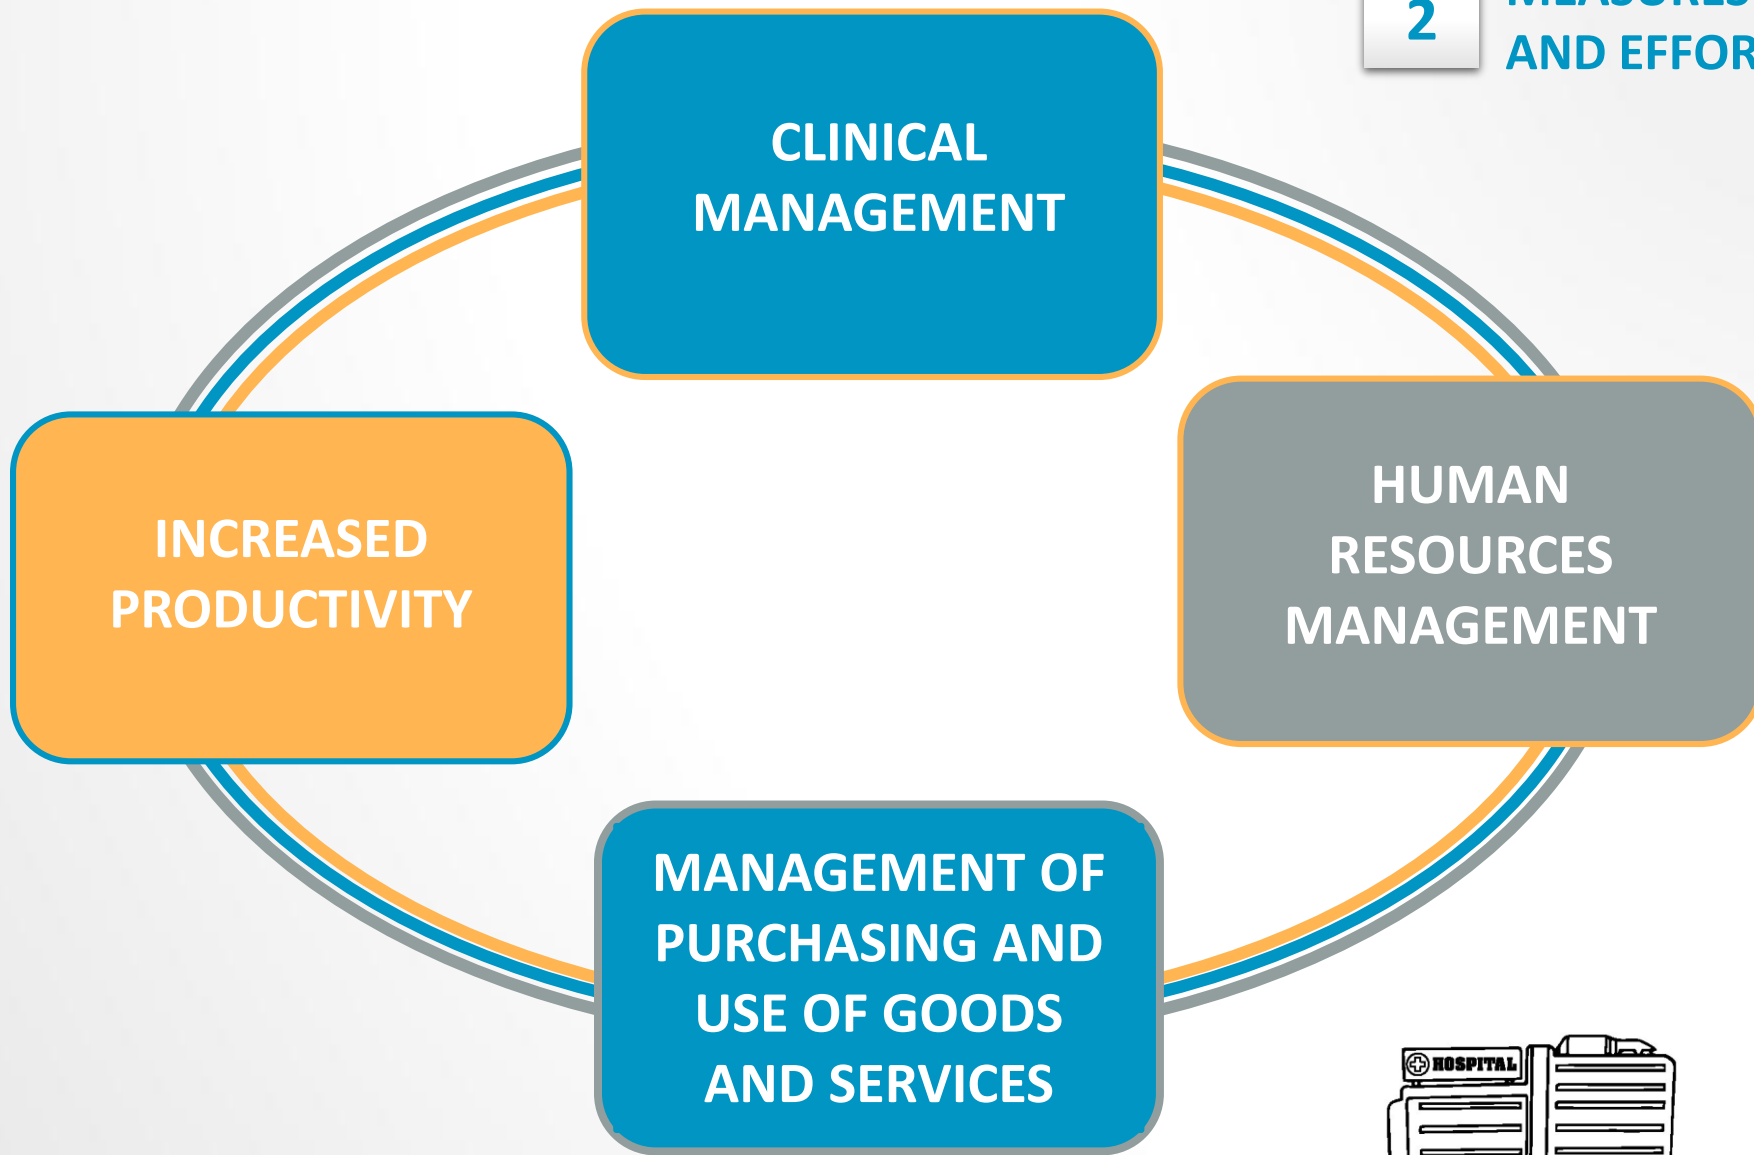 2
AND EFFOR
CLINICAL
MANAGEMENT
HUMAN
RESOURCES
MANAGEMENT
INCREASED
PRODUCTIVITY
MANAGEMENT OF
PURCHASING AND
USE OF GOODS
AND SERVICES
HOSPITAL